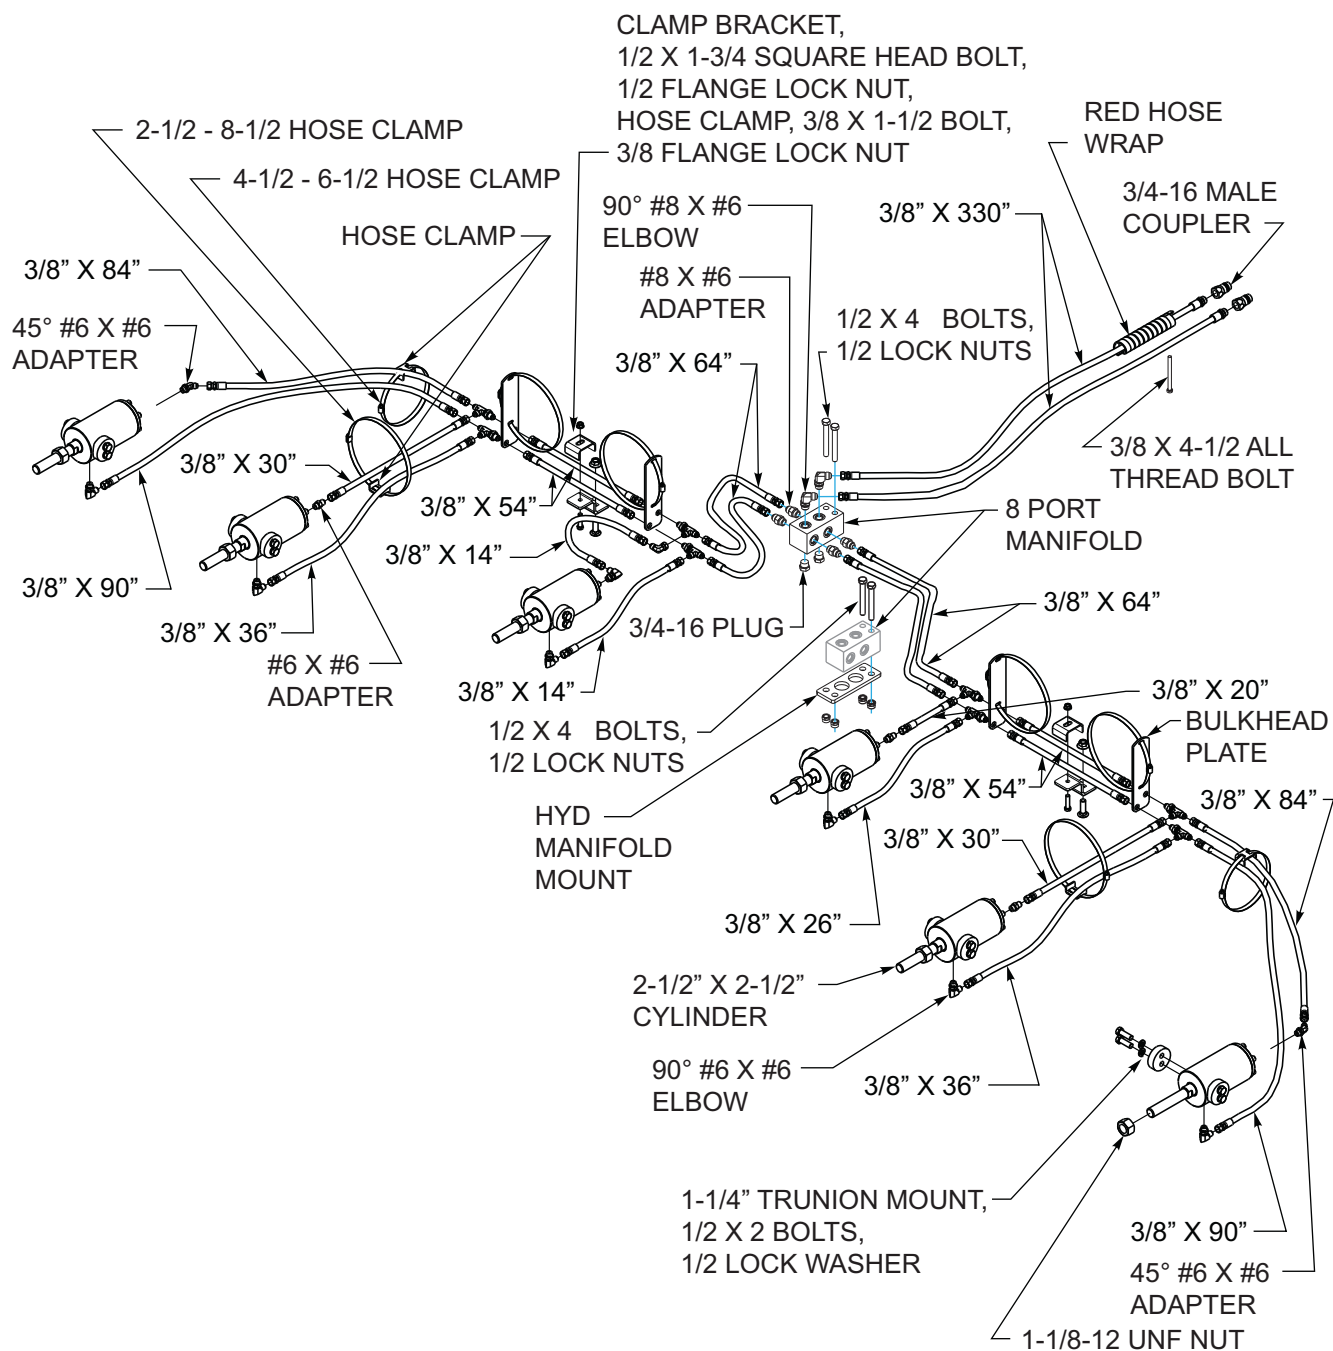 CLAMP BRACKET,
1/2 X 1-3/4 SQUARE HEAD BOLT,
1/2 FLANGE LOCK NUT,
HOSE CLAMP, 3/8 X 1-1/2 BOLT,
3/8 FLANGE LOCK NUT
2-1/2 - 8-1/2 HOSE CLAMP
4-1/2 - 6-1/2 HOSE CLAMP
HOSE CLAMP
RED HOSE
WRAP
3/4-16 MALE
COUPLER
90° #8 X #6
ELBOW
3/8” X 330”
3/8” X 84”
#8 X #6
ADAPTER
45° #6 X #6
ADAPTER
1/2 X 4 BOLTS,
1/2 LOCK NUTS
3/8” X 64”
3/8 X 4-1/2 ALL
THREAD BOLT
3/8” X 30”
3/8” X 54”
8 PORT
MANIFOLD
3/8” X 14”
3/8” X 90”
3/8” X 36”
3/4-16 PLUG
3/8” X 64”
#6 X #6
ADAPTER
3/8” X 14”
3/8” X 20”
1/2 X 4 BOLTS,
1/2 LOCK NUTS
BULKHEAD
PLATE
3/8” X 54”
3/8” X 84”
HYD
MANIFOLD
MOUNT
3/8” X 30”
3/8” X 26”
2-1/2” X 2-1/2”
CYLINDER
90° #6 X #6
ELBOW
3/8” X 36”
1-1/4” TRUNION MOUNT,
1/2 X 2 BOLTS,
1/2 LOCK WASHER
3/8” X 90”
45° #6 X #6
ADAPTER
1-1/8-12 UNF NUT